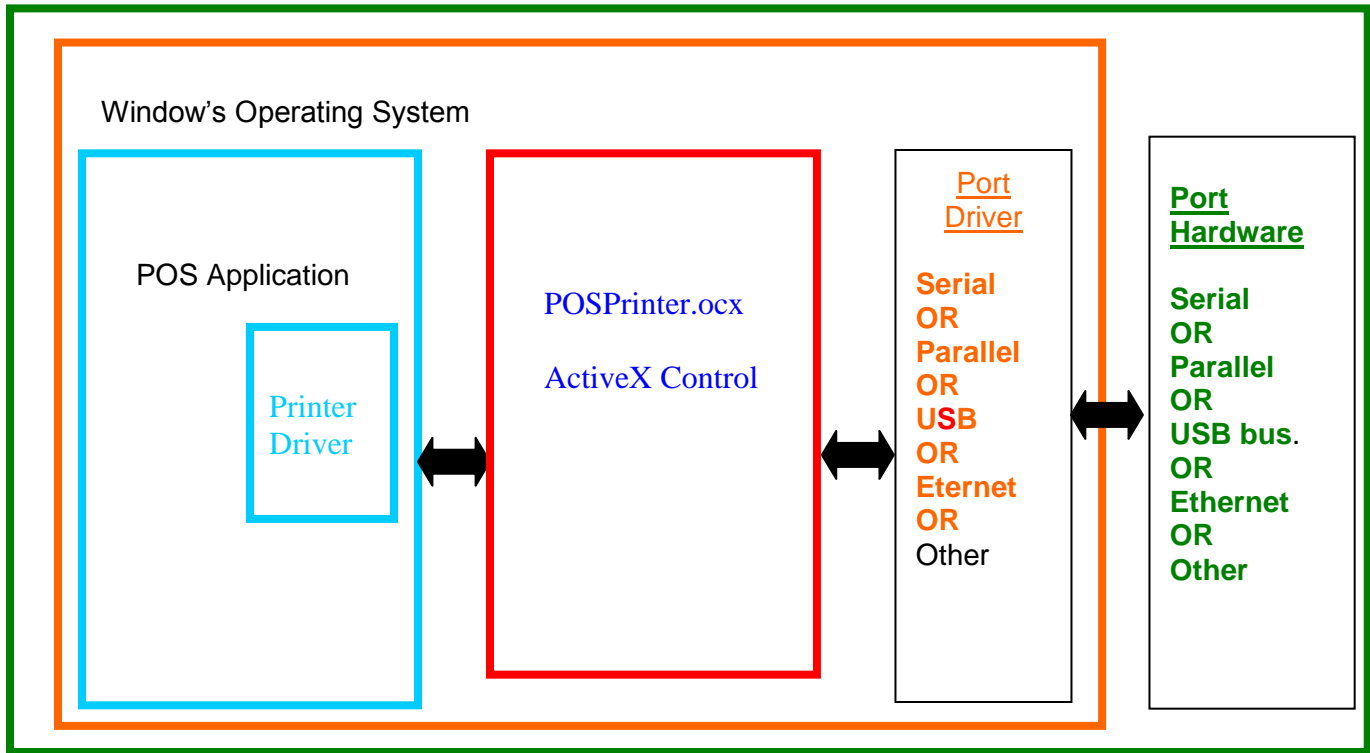 Window's Operating System
POS Application
Printer
Driver
POSPrinter.ocx
ActiveX Control
Port
Driver
Serial
OR
Parallel
OR
USB
OR
Eternet
OR
Other
Port
Hardware
Serial
OR
Parallel
OR
USB bus.
OR
Ethernet
OR
Other